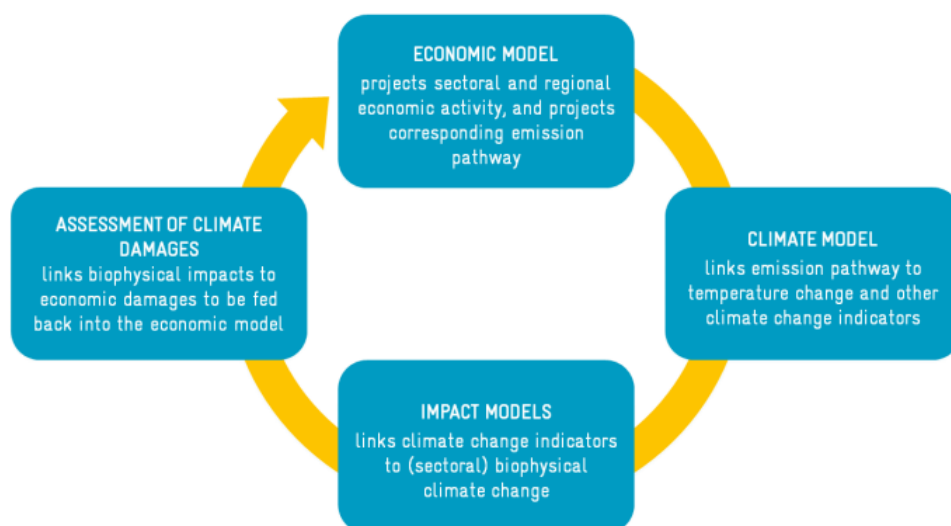 ECONOMIC MODEL
projects sectoral and regional
economic activity, and projects
corresponding emission
pathway
ASSESSMENT OF CLIMATE
DAMAGES
links biophysical impacts to
economic damages to be fed
back into the economic model
CLIMATE MODEL
links emission pathway to
temperature change and other
climate change indicators
IMPACT MODELS
links climate change indicators
to (sectoral) biophysical
climate change